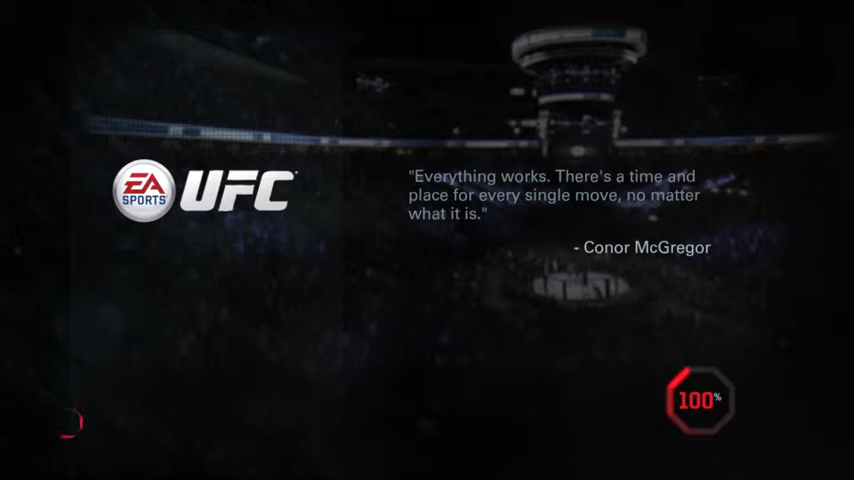 EA
SPORTS
UFC
"Everything works. There's a time and
place for every single move, no matter
what it is."
- Conor McGregor
100%